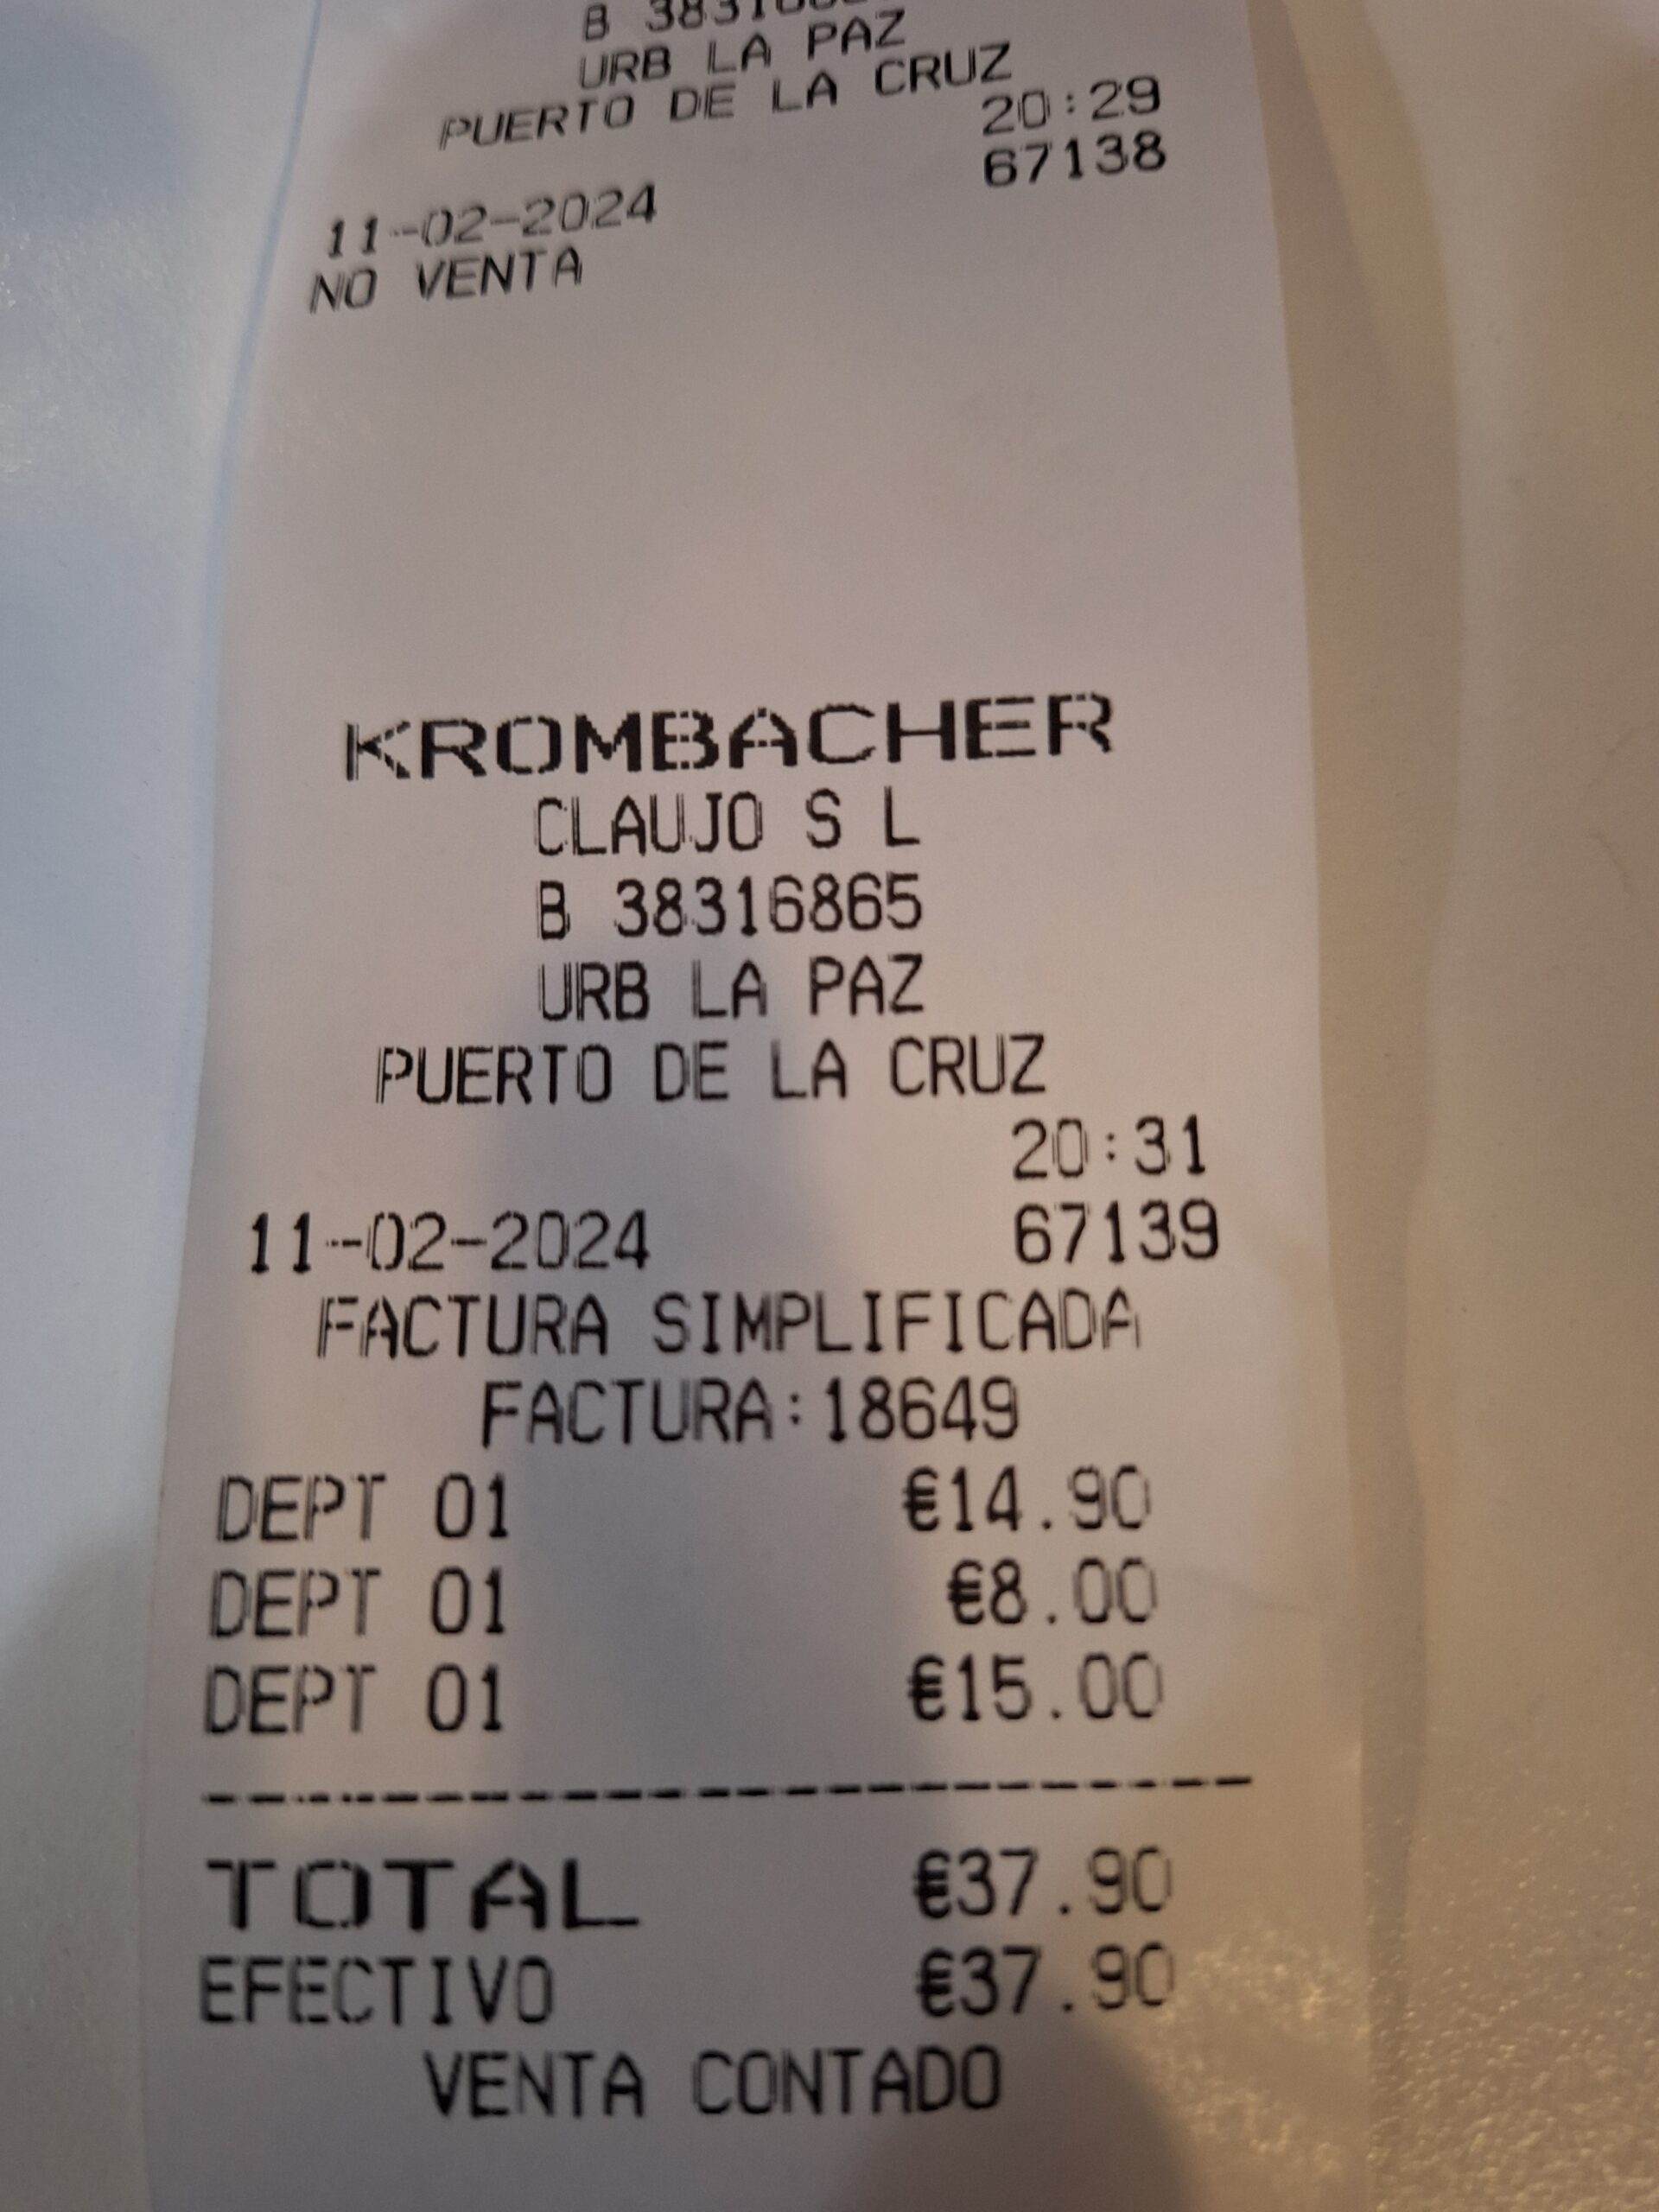 B
URB LA PAZ
PUERTO DE LA CRUZ
20:29
11-02-2024 67138
NO VENTA
KROMBACHER
CLAUJO S L
B 38316865
URB LA PAZ
PUERTO DE LA CRUZ
20:31
11-02-2024 67139
FACTURA SIMPLIFICADA
FACTURA:18649
DEPT 01 €14.90
DEPT 01 €8.00
DEPT 01 €15.00
TOTAL €37.90
EFECTIVO €37.90
VENTA CONTADO